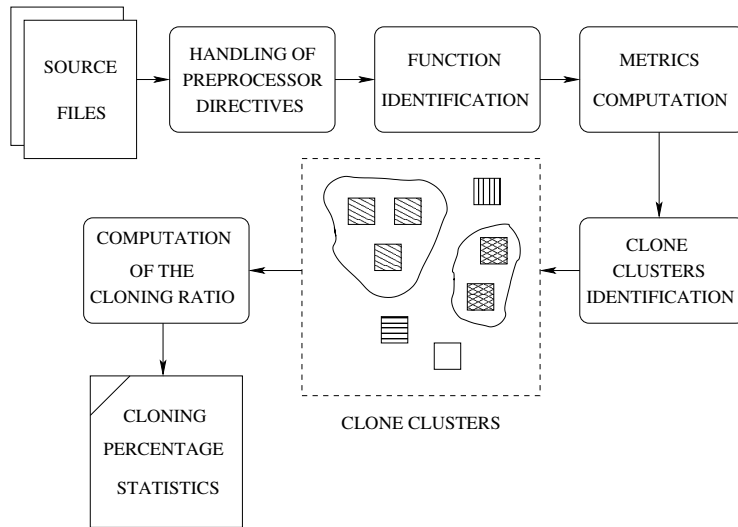 SOURCE
FILES
HANDLING OF
PREPROCESSOR
DIRECTIVES
FUNCTION
IDENTIFICATION
METRICS
COMPUTATION
CLONE
CLUSTERS
IDENTIFICATION
CLONE CLUSTERS
COMPUTATION
OF THE
CLONING RATIO
CLONING
PERCENTAGE
STATISTICS